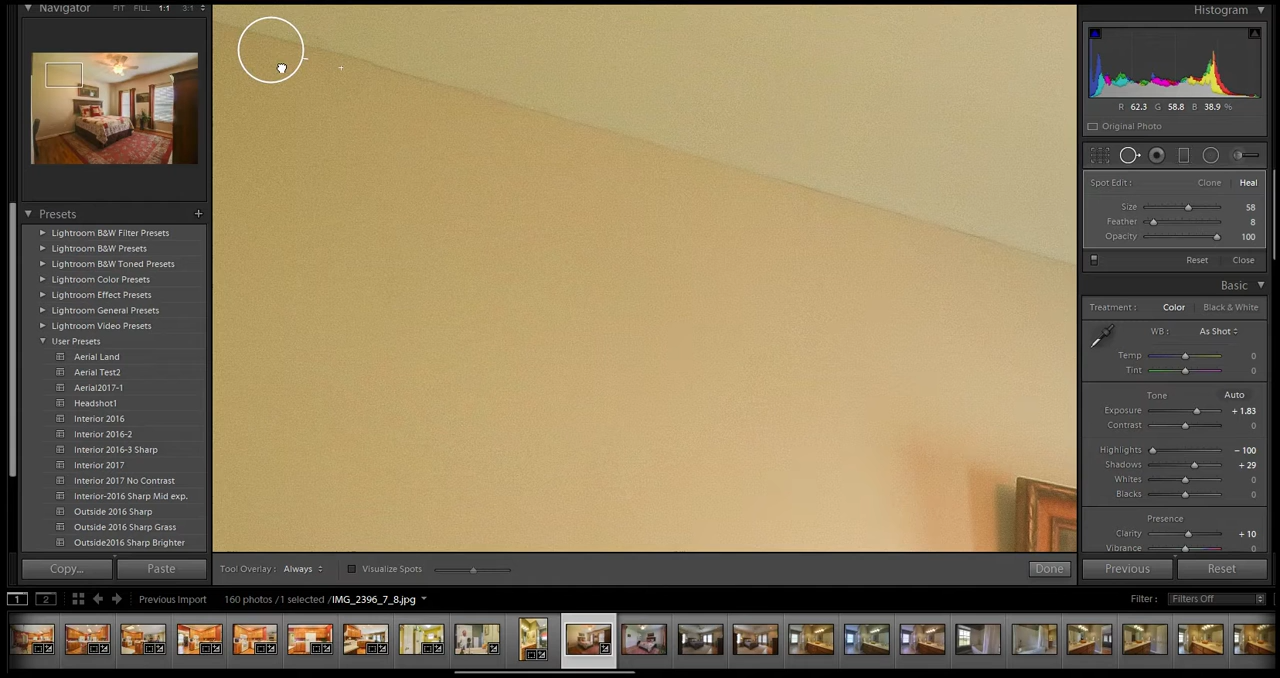 Navigator FIT FILL 1:1 3:1
Presets +
Lightroom B&W Filter Presets
Lightroom B&W Presets
Lightroom B&W Toned Presets
Lightroom Color Presets
Lightroom Effect Presets
Lightroom General Presets
Lightroom Video Presets
User Presets
Aerial Land
Aerial Test2
Aerial2017-1
Headshot1
Interior 2016
Interior 2016-2
Interior 2016-3 Sharp
Interior 2017
Interior 2017 No Contrast
Interior-2016 Sharp Mid exp.
Outside 2016 Sharp
Outside 2016 Sharp Grass
Outside2016 Sharp Brighter
Copy... Paste
Tool Overlay : Always Visualize Spots Done
Histogram
R 62.3 G 58.8 B 38.9 %
Original Photo
Spot Edit : Clone Heal
Size 58
Feather 8
Opacity 100
Reset Close
Basic
Treatment : Color Black & White
WB : As Shot
Temp 0
Tint 0
Tone Auto
Exposure + 1.83
Contrast 0
Highlights − 100
Shadows + 29
Whites 0
Blacks 0
Presence
Clarity + 10
Vibrance 0
Previous Reset
1 2 Previous Import 160 photos / 1 selected / IMG_2396_7_8.jpg Filter : Filters Off